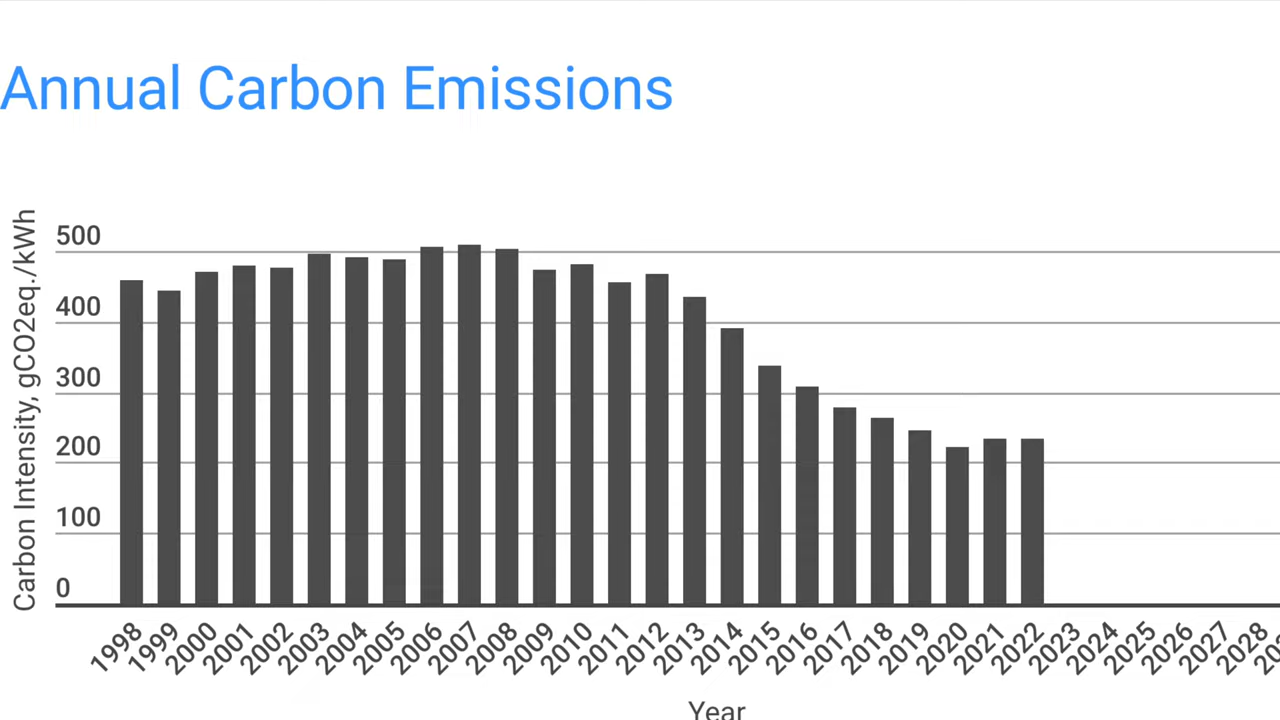 Annual Carbon Emissions
Carbon Intensity, gCO2eq./kWh
500
400
300
200
100
0
1998 1999 2000 2001 2002 2003 2004 2005 2006 2007 2008 2009 2010 2011 2012 2013 2014 2015 2016 2017 2018 2019 2020 2021 2022 2023 2024 2025 2026 2027 2028
Year